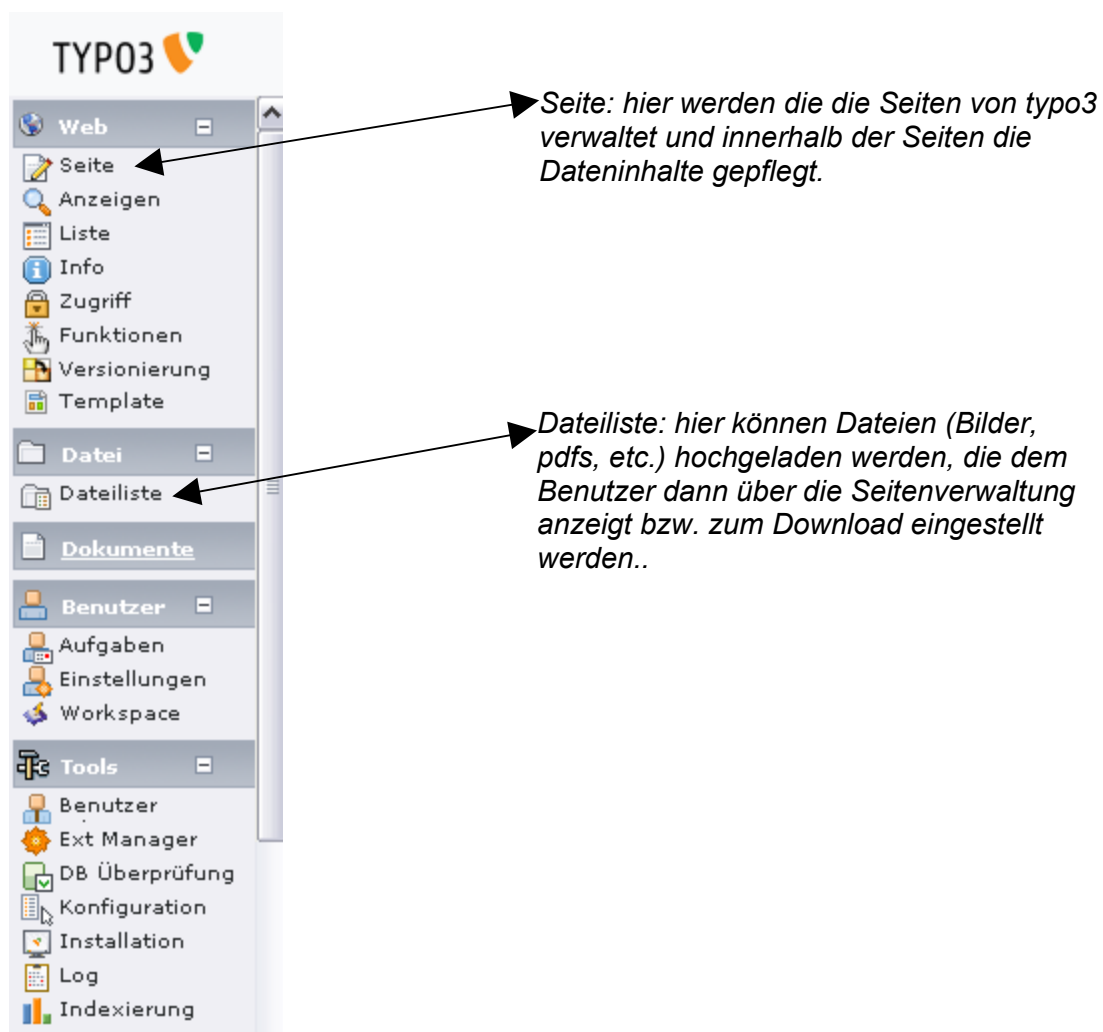 TYPO3
Web
Seite
Anzeigen
Liste
Info
Zugriff
Funktionen
Versionierung
Template
Datei
Dateiliste
Dokumente
Benutzer
Aufgaben
Einstellungen
Workspace
Tools
Benutzer
Ext Manager
DB Überprüfung
Konfiguration
Installation
Log
Indexierung
Seite: hier werden die die Seiten von typo3
verwaltet und innerhalb der Seiten die
Dateninhalte gepflegt.
Dateiliste: hier können Dateien (Bilder,
pdfs, etc.) hochgeladen werden, die dem
Benutzer dann über die Seitenverwaltung
anzeigt bzw. zum Download eingestellt
werden..